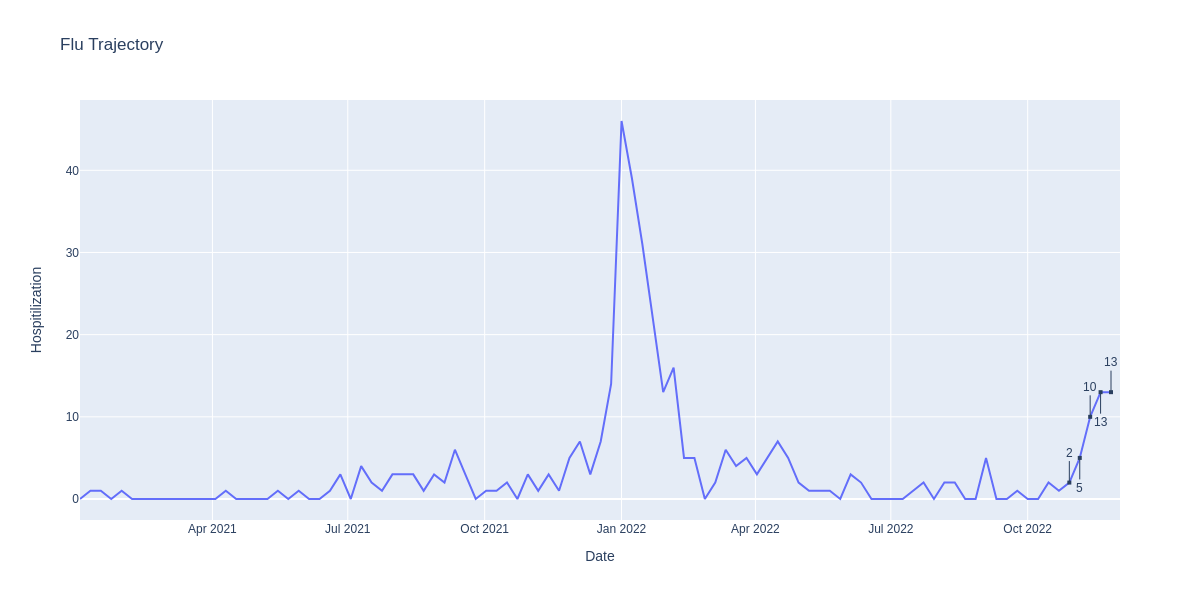 Flu Trajectory
Hospitilization
40
30
20
10
0
13
10
13
2
5
Apr 2021
Jul 2021
Oct 2021
Jan 2022
Apr 2022
Jul 2022
Oct 2022
Date